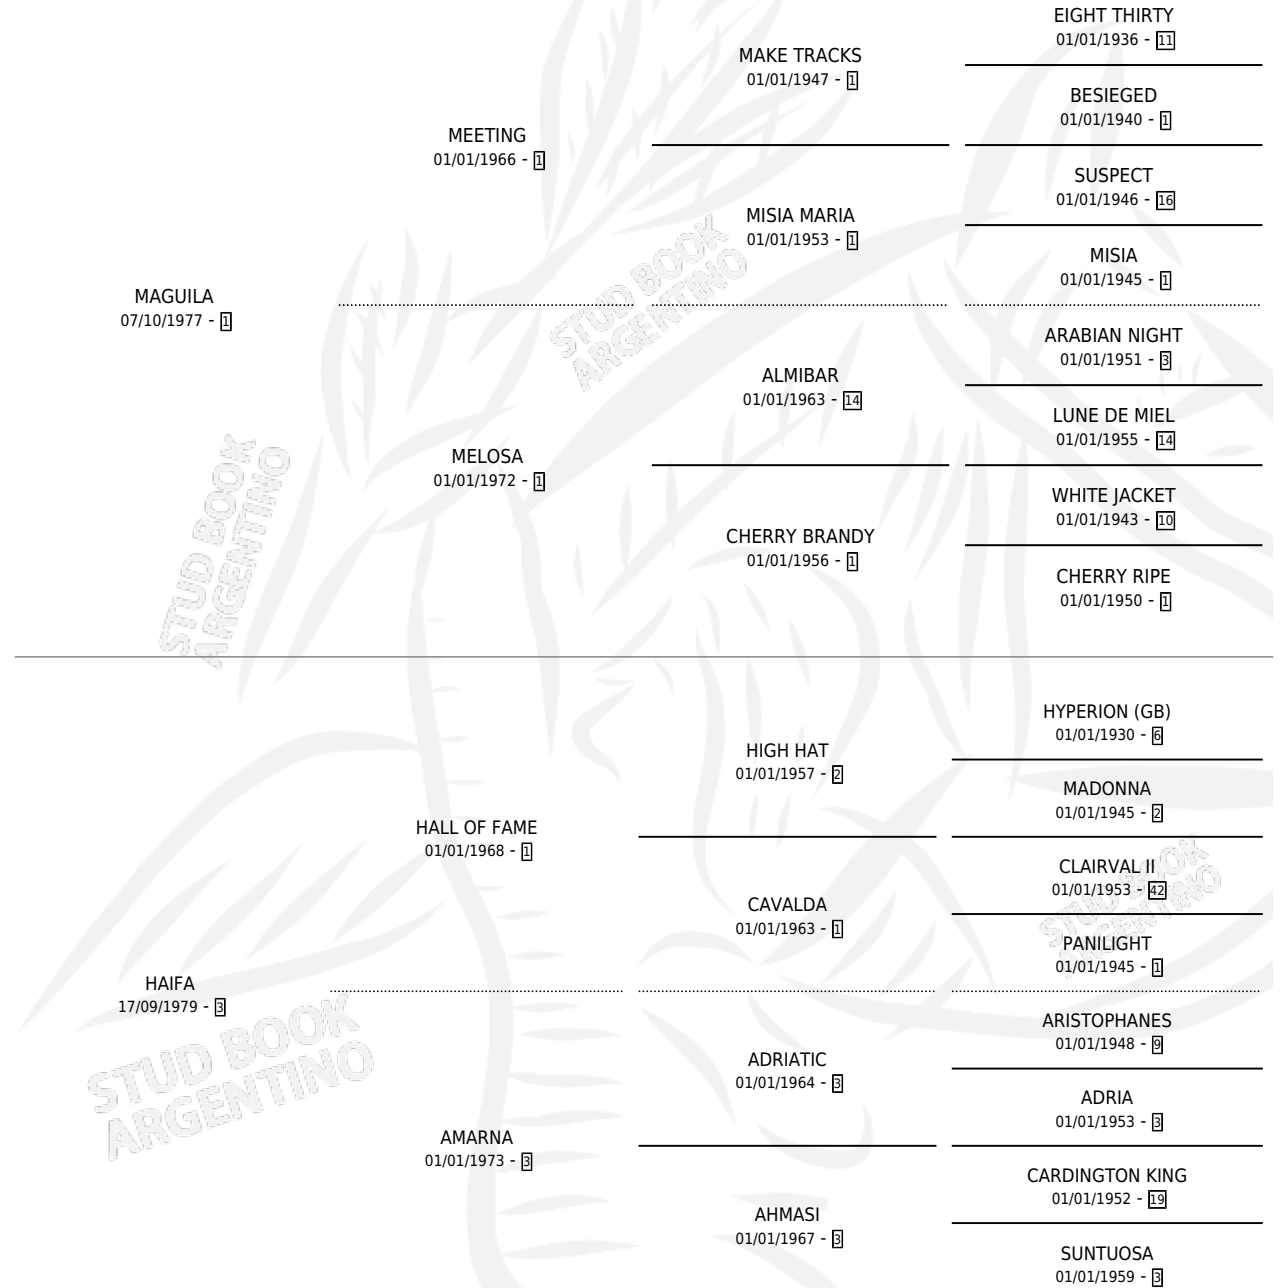 EIGHT THIRTY
01/01/1936 - 11
MAKE TRACKS
01/01/1947 - 1
BESIEGED
01/01/1940 - 1
MEETING
01/01/1966 - 1
SUSPECT
01/01/1946 - 16
MISIA MARIA
01/01/1953 - 1
MISIA
01/01/1945 - 1
MAGUILA
07/10/1977 - 1
ARABIAN NIGHT
01/01/1951 - 3
ALMIBAR
01/01/1963 - 14
LUNE DE MIEL
01/01/1955 - 14
MELOSA
01/01/1972 - 1
WHITE JACKET
01/01/1943 - 10
CHERRY BRANDY
01/01/1956 - 1
CHERRY RIPE
01/01/1950 - 1
STUD BOOK
ARGENTINO
STUD BOOK
ARGENTINO
HYPERION (GB)
01/01/1930 - 6
HIGH HAT
01/01/1957 - 2
MADONNA
01/01/1945 - 2
HALL OF FAME
01/01/1968 - 1
CLAIRVAL II
01/01/1953 - 42
CAVALDA
01/01/1963 - 1
PANILIGHT
01/01/1945 - 1
HAIFA
17/09/1979 - 3
ARISTOPHANES
01/01/1948 - 9
ADRIATIC
01/01/1964 - 3
ADRIA
01/01/1953 - 3
AMARNA
01/01/1973 - 3
CARDINGTON KING
01/01/1952 - 19
AHMASI
01/01/1967 - 3
SUNTUOSA
01/01/1959 - 3
STUD BOOK
ARGENTINO
STUD BOOK
ARGENTINO